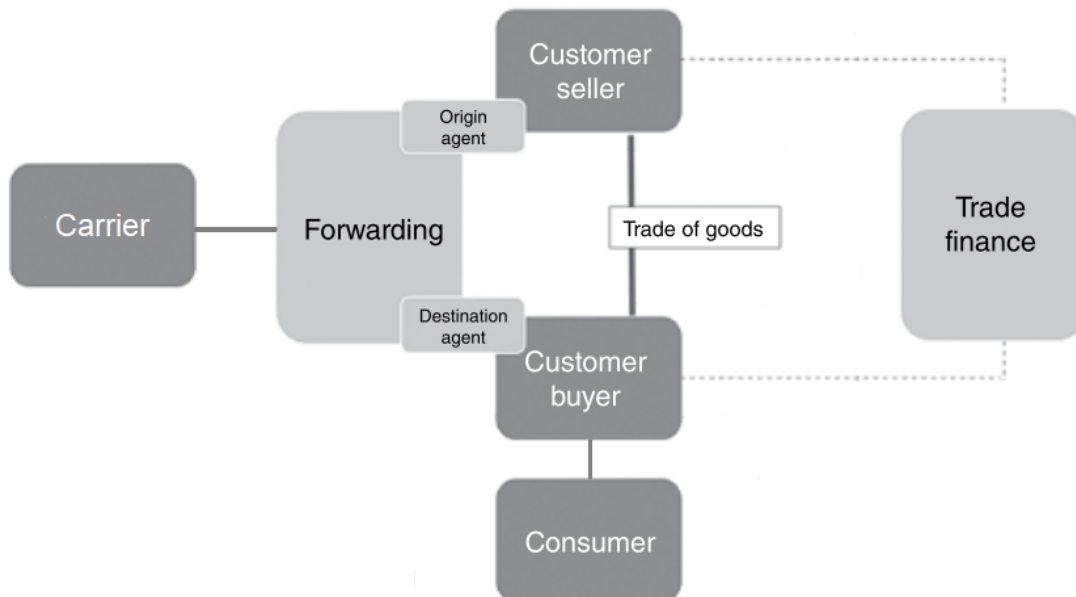 Customer
seller
Origin
agent
Carrier
Forwarding
Trade of goods
Trade
finance
Destination
agent
Customer
buyer
Consumer